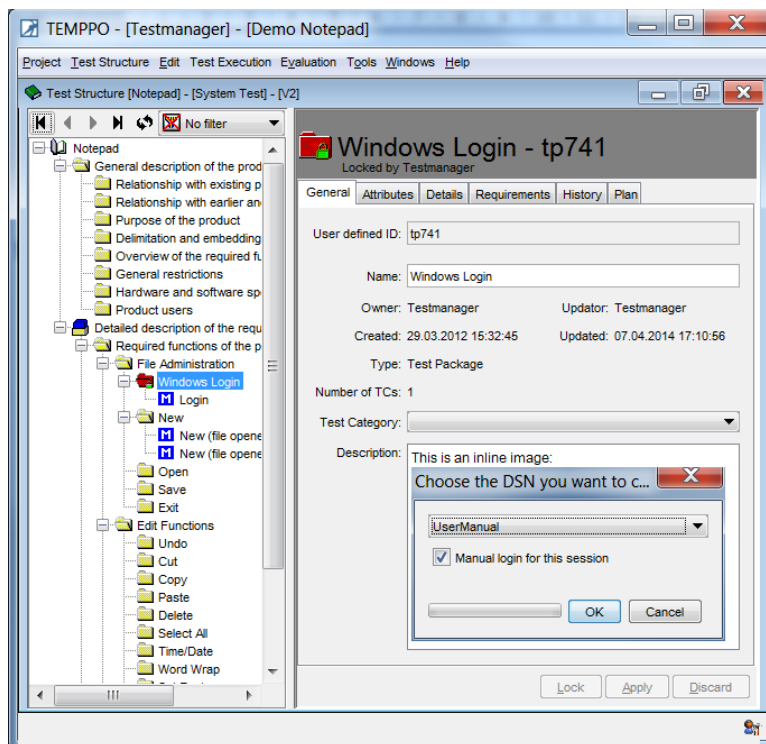 TEMPPO - [Testmanager] - [Demo Notepad]
Project Test Structure Edit Test Execution Evaluation Tools Windows Help
Test Structure [Notepad] - [System Test] - [V2]
No filter
Notepad
General description of the prod
Relationship with existing p
Relationship with earlier an
Purpose of the product
Delimitation and embedding
Overview of the required fu
General restrictions
Hardware and software sp
Product users
Detailed description of the requ
Required functions of the p
File Administration
Windows Login
M Login
New
M New (file opene
M New (file opene
Open
Save
Exit
Edit Functions
Undo
Cut
Copy
Paste
Delete
Select All
Time/Date
Word Wrap
Windows Login - tp741
Locked by Testmanager
General Attributes Details Requirements History Plan
User defined ID: tp741
Name: Windows Login
Owner: Testmanager Updator: Testmanager
Created: 29.03.2012 15:32:45 Updated: 07.04.2014 17:10:56
Type: Test Package
Number of TCs: 1
Test Category:
Description: This is an inline image:
Choose the DSN you want to c...
UserManual
Manual login for this session
OK Cancel
Lock Apply Discard